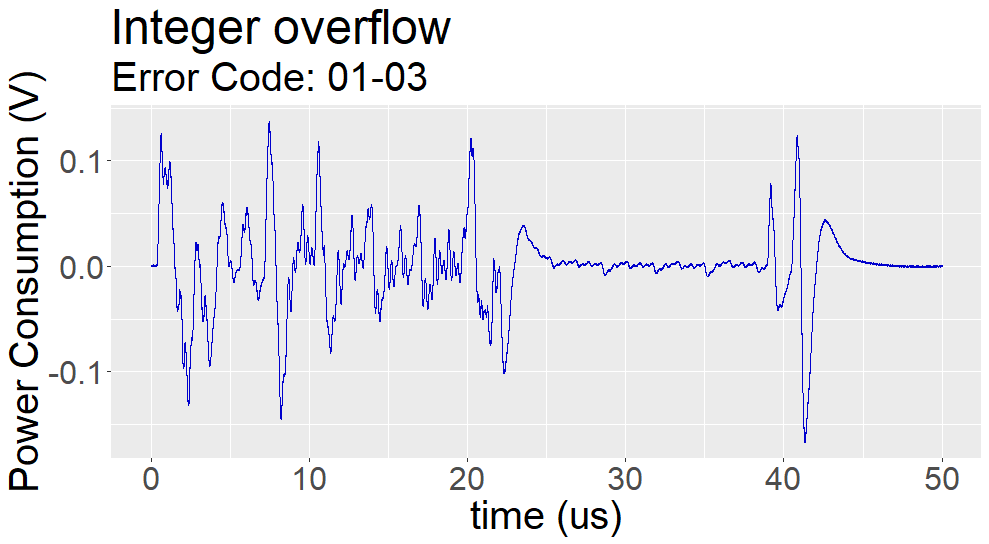 Integer overflow
Error Code: 01-03
Power Consumption (V)
0.1
0.0
-0.1
0 10 20 30 40 50
time (us)